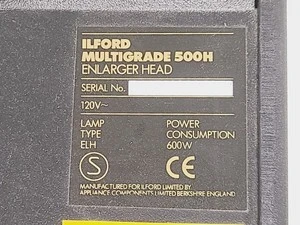 ILFORD
MULTIGRADE 500H
ENLARGER HEAD
SERIAL No.
120V~
LAMP POWER
TYPE CONSUMPTION
ELH 600W
S CE
MANUFACTURED FOR ILFORD LIMITED BY
APPLIANCE COMPONENTS LIMITED BERKSHIRE ENGLAND